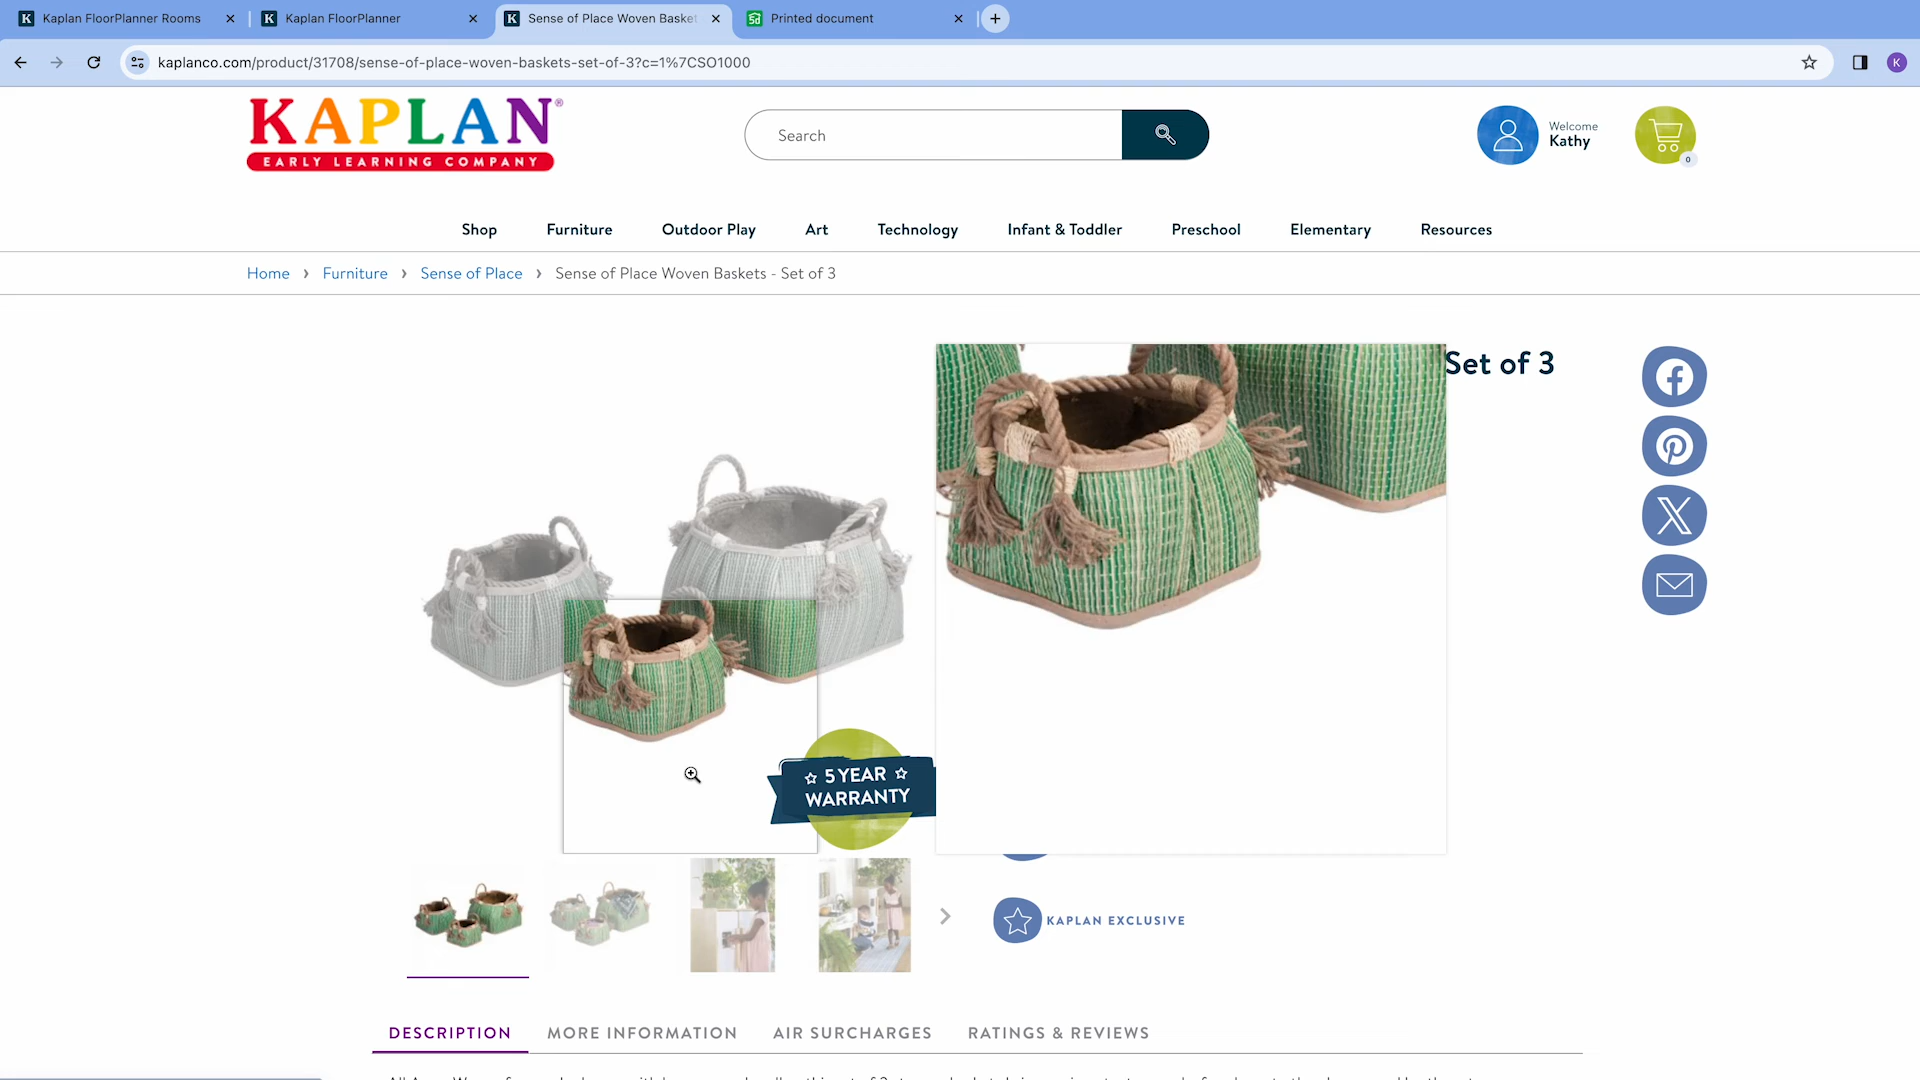 Kaplan FloorPlanner Rooms
Kaplan FloorPlanner
Sense of Place Woven Basket
Printed document
kaplanco.com/product/31708/sense-of-place-woven-baskets-set-of-3?c=1%7CSO1000
K
KAPLAN®
EARLY LEARNING COMPANY
Search
Welcome
Kathy
0
Shop Furniture Outdoor Play Art Technology Infant & Toddler Preschool Elementary Resources
Home › Furniture › Sense of Place › Sense of Place Woven Baskets - Set of 3
Set of 3
5 YEAR
WARRANTY
KAPLAN EXCLUSIVE
DESCRIPTION MORE INFORMATION AIR SURCHARGES RATINGS & REVIEWS